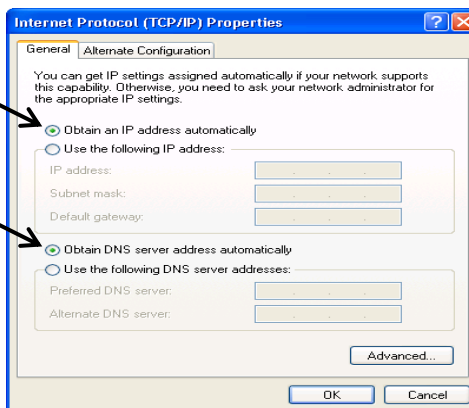 Internet Protocol (TCP/IP) Properties
General
Alternate Configuration
You can get IP settings assigned automatically if your network supports
this capability. Otherwise, you need to ask your network administrator for
the appropriate IP settings.
Obtain an IP address automatically
Use the following IP address:
IP address:
Subnet mask:
Default gateway:
Obtain DNS server address automatically
Use the following DNS server addresses:
Preferred DNS server:
Alternate DNS server:
Advanced...
OK
Cancel